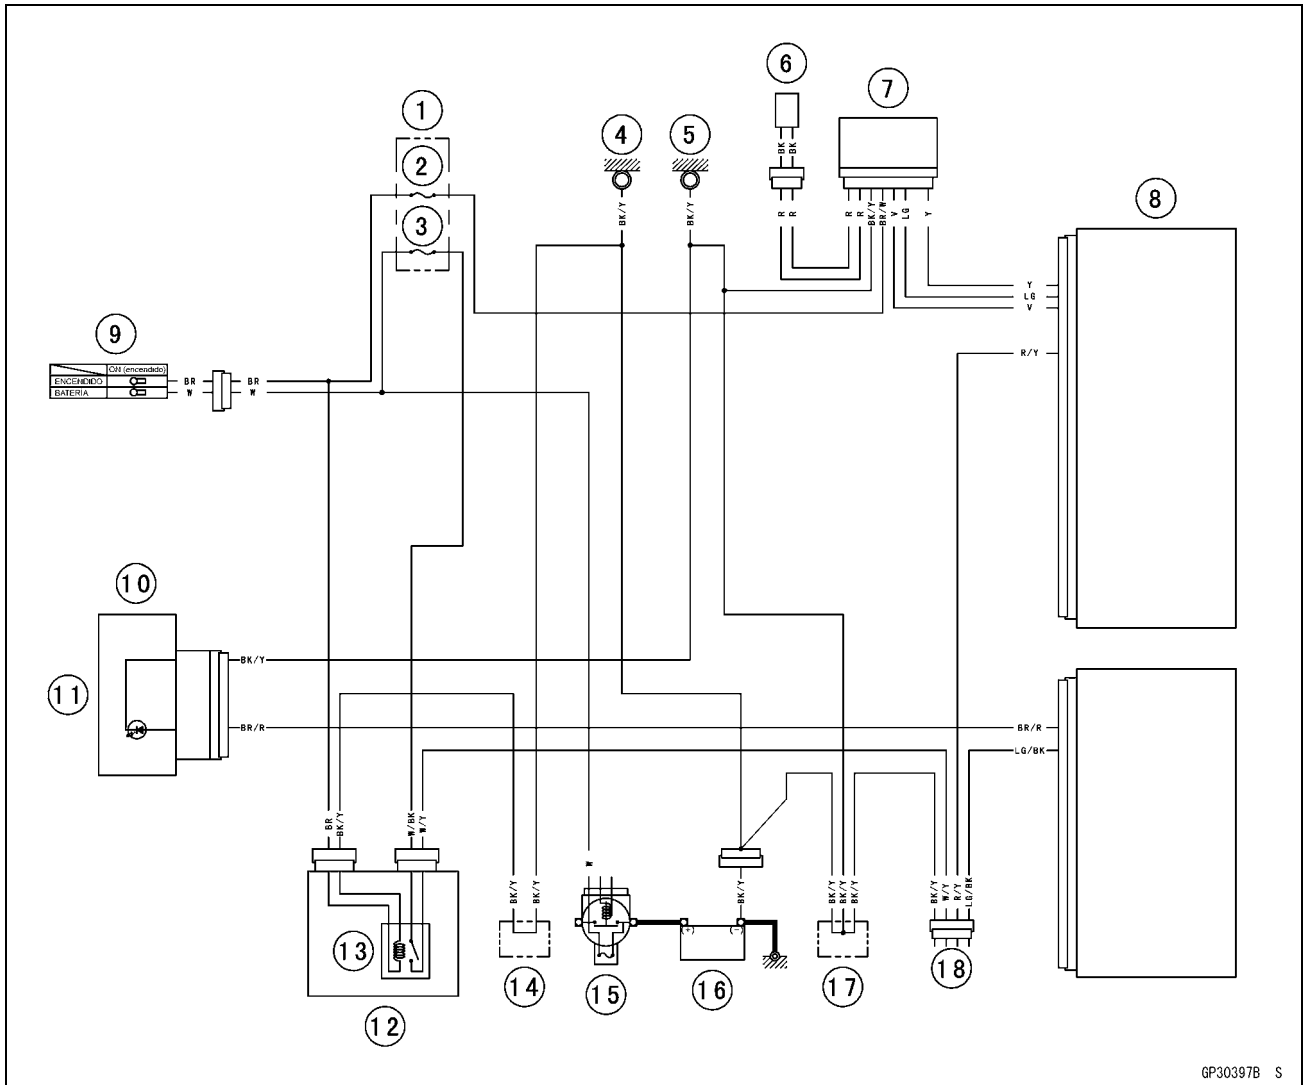 6
7
1
4
5
2
8
BK BK
3
BK/Y
BK/Y
R R
R R BK/Y BR/W V LG Y
Y
LG
V
9
R/Y
ON (encendido)
ENCENDIDO
BR
BR
BATERIA
W
W
10
BK/Y
11
BR/R
BR/R
LG/BK
BR BK/Y
W/BK W/Y
W
BK/Y BK/Y
BK/Y
BK/Y BK/Y BK/Y
BK/Y W/Y R/Y LG/BK
(+) (-)
13
14
15
16
17
18
12
GP30397B S